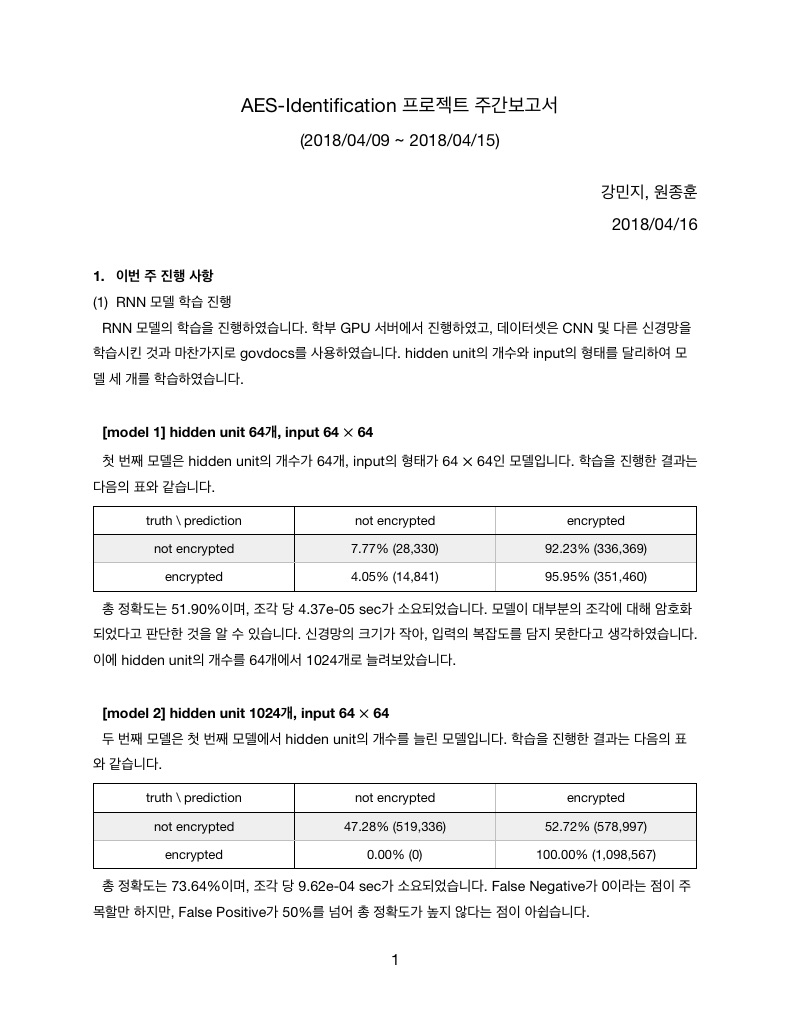 AES-Identification 프로젝트 주간보고서
(2018/04/09 ~ 2018/04/15)
강민지, 원종훈
2018/04/16
1. 이번 주 진행 사항
(1) RNN 모델 학습 진행
RNN 모델의 학습을 진행하였습니다. 학부 GPU 서버에서 진행하였고, 데이터셋은 CNN 및 다른 신경망을
학습시킨 것과 마찬가지로 govdocs를 사용하였습니다. hidden unit의 개수와 input의 형태를 달리하여 모
델 세 개를 학습하였습니다.
[model 1] hidden unit 64개, input 64 × 64
첫 번째 모델은 hidden unit의 개수가 64개, input의 형태가 64 × 64인 모델입니다. 학습을 진행한 결과는
다음의 표와 같습니다.
truth \ prediction not encrypted encrypted
not encrypted 7.77% (28,330) 92.23% (336,369)
encrypted 4.05% (14,841) 95.95% (351,460)
총 정확도는 51.90%이며, 조각 당 4.37e-05 sec가 소요되었습니다. 모델이 대부분의 조각에 대해 암호화
되었다고 판단한 것을 알 수 있습니다. 신경망의 크기가 작아, 입력의 복잡도를 담지 못한다고 생각하였습니다.
이에 hidden unit의 개수를 64개에서 1024개로 늘려보았습니다.
[model 2] hidden unit 1024개, input 64 × 64
두 번째 모델은 첫 번째 모델에서 hidden unit의 개수를 늘린 모델입니다. 학습을 진행한 결과는 다음의 표
와 같습니다.
truth \ prediction not encrypted encrypted
not encrypted 47.28% (519,336) 52.72% (578,997)
encrypted 0.00% (0) 100.00% (1,098,567)
총 정확도는 73.64%이며, 조각 당 9.62e-04 sec가 소요되었습니다. False Negative가 0이라는 점이 주
목할만 하지만, False Positive가 50%를 넘어 총 정확도가 높지 않다는 점이 아쉽습니다.
1